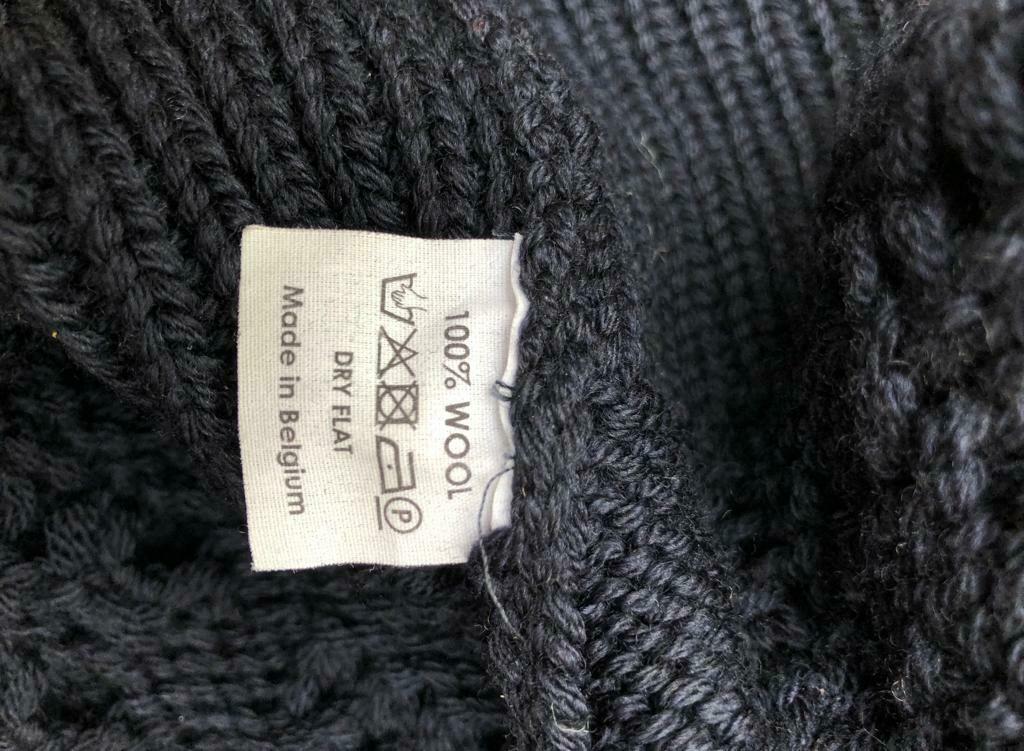 100% WOOL
P
DRY FLAT
Made in Belgium